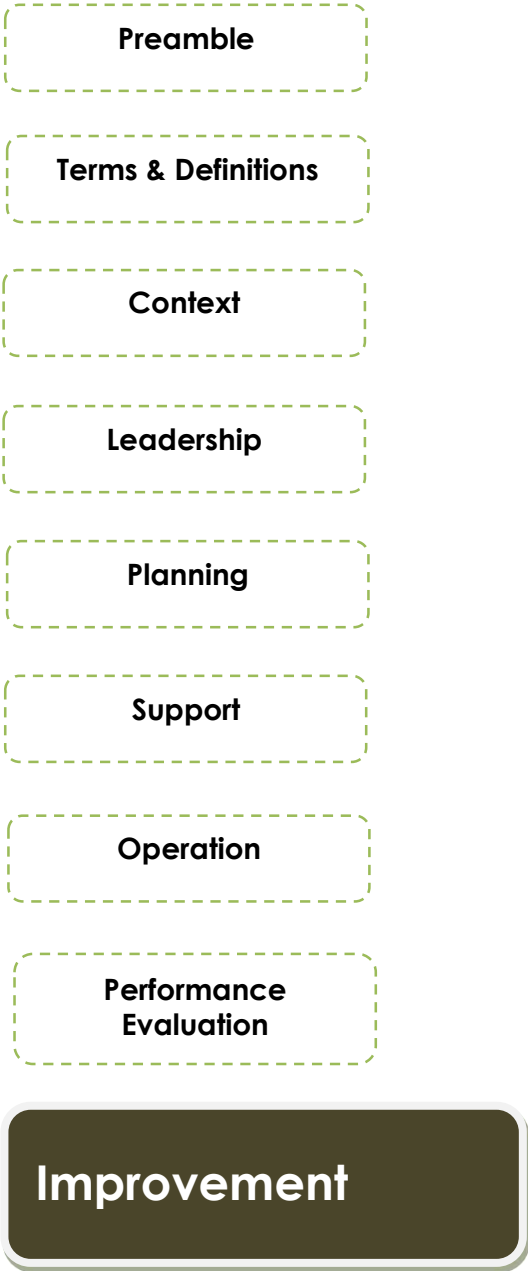 Preamble
Terms & Definitions
Context
Leadership
Planning
Support
Operation
Performance
Evaluation
Improvement